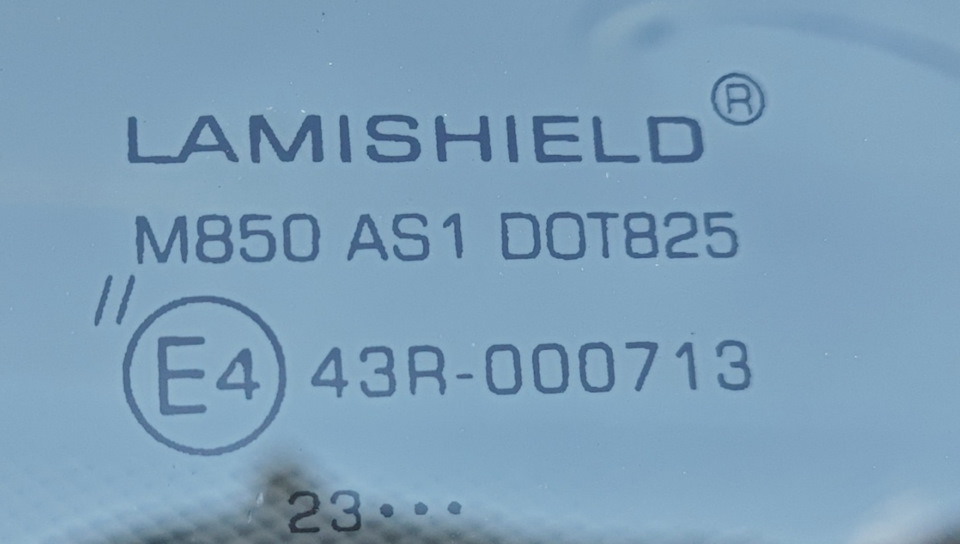 LAMISHIELD®
M850 AS1 DOT825
//
E4 43R-000713
23•••